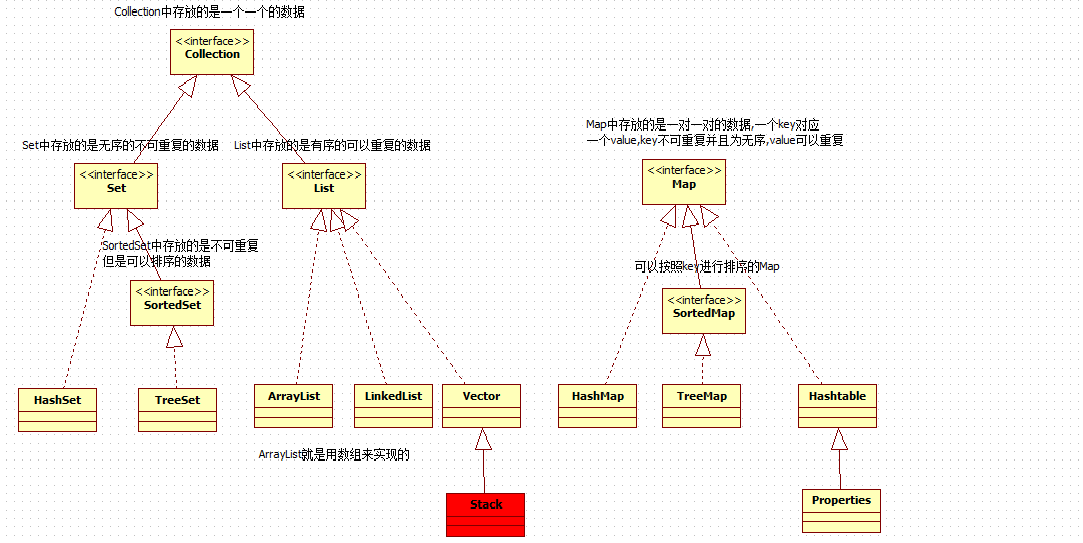 Collection中存放的是一个一个的数据
<<interface>>
Collection
Map中存放的是一对一对的数据,一个key对应
一个value,key不可重复并且为无序,value可以重复
Set中存放的是无序的不可重复的数据
List中存放的是有序的可以重复的数据
<<interface>>
Set
<<interface>>
List
<<interface>>
Map
SortedSet中存放的是不可重复
但是可以排序的数据
可以按照key进行排序的Map
<<interface>>
SortedSet
<<interface>>
SortedMap
HashSet
TreeSet
ArrayList
LinkedList
Vector
HashMap
TreeMap
Hashtable
ArrayList就是用数组来实现的
Stack
Properties